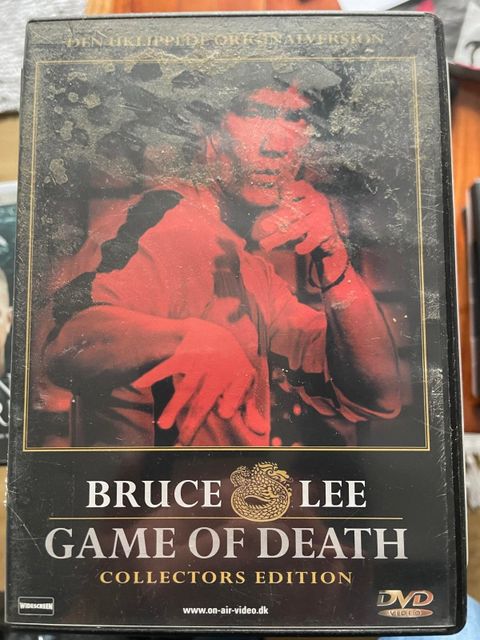 DEN UKLIPPEDE ORIGINALVERSION
BRUCE LEE
GAME OF DEATH
COLLECTORS EDITION
WIDESCREEN
www.on-air-video.dk
DVD
VIDEO